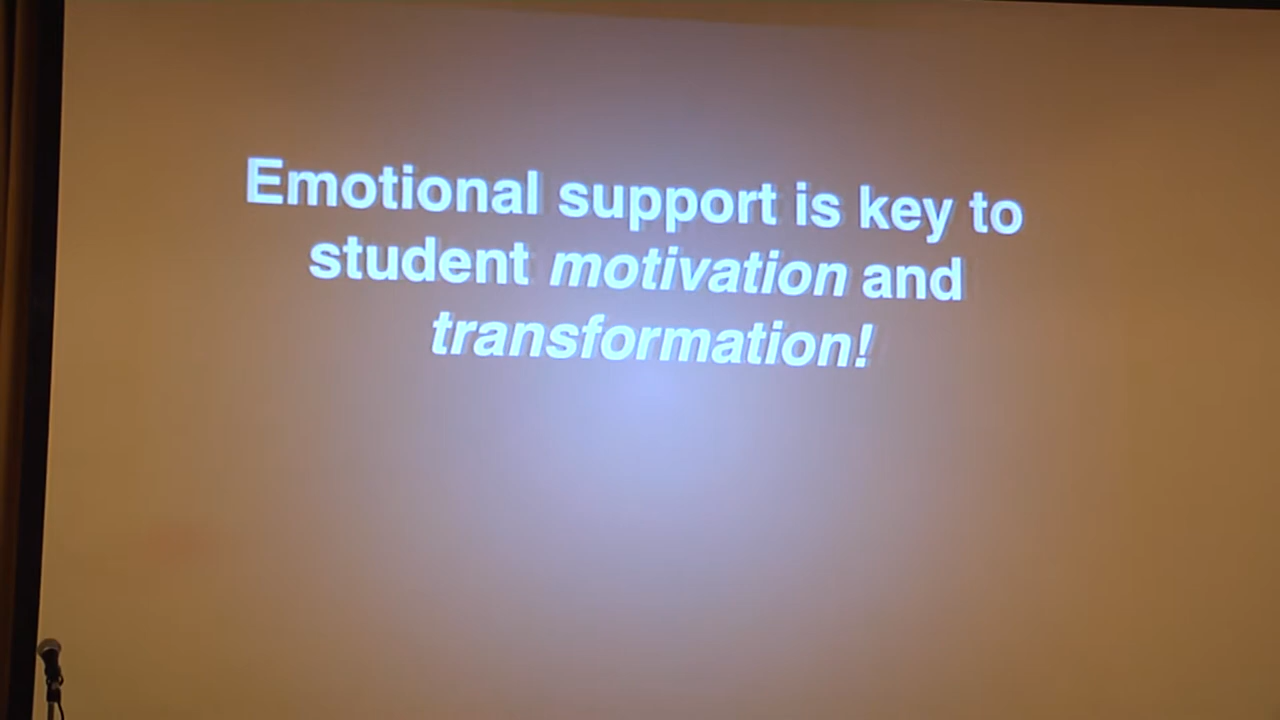 Emotional support is key to
student motivation and
transformation!